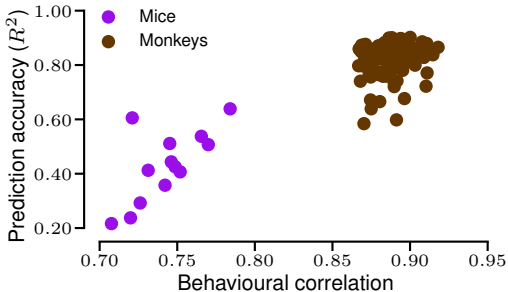 Mice
Monkeys
Prediction accuracy (R²)
1.00
0.80
0.60
0.40
0.20
0.70 0.75 0.80 0.85 0.90 0.95
Behavioural correlation